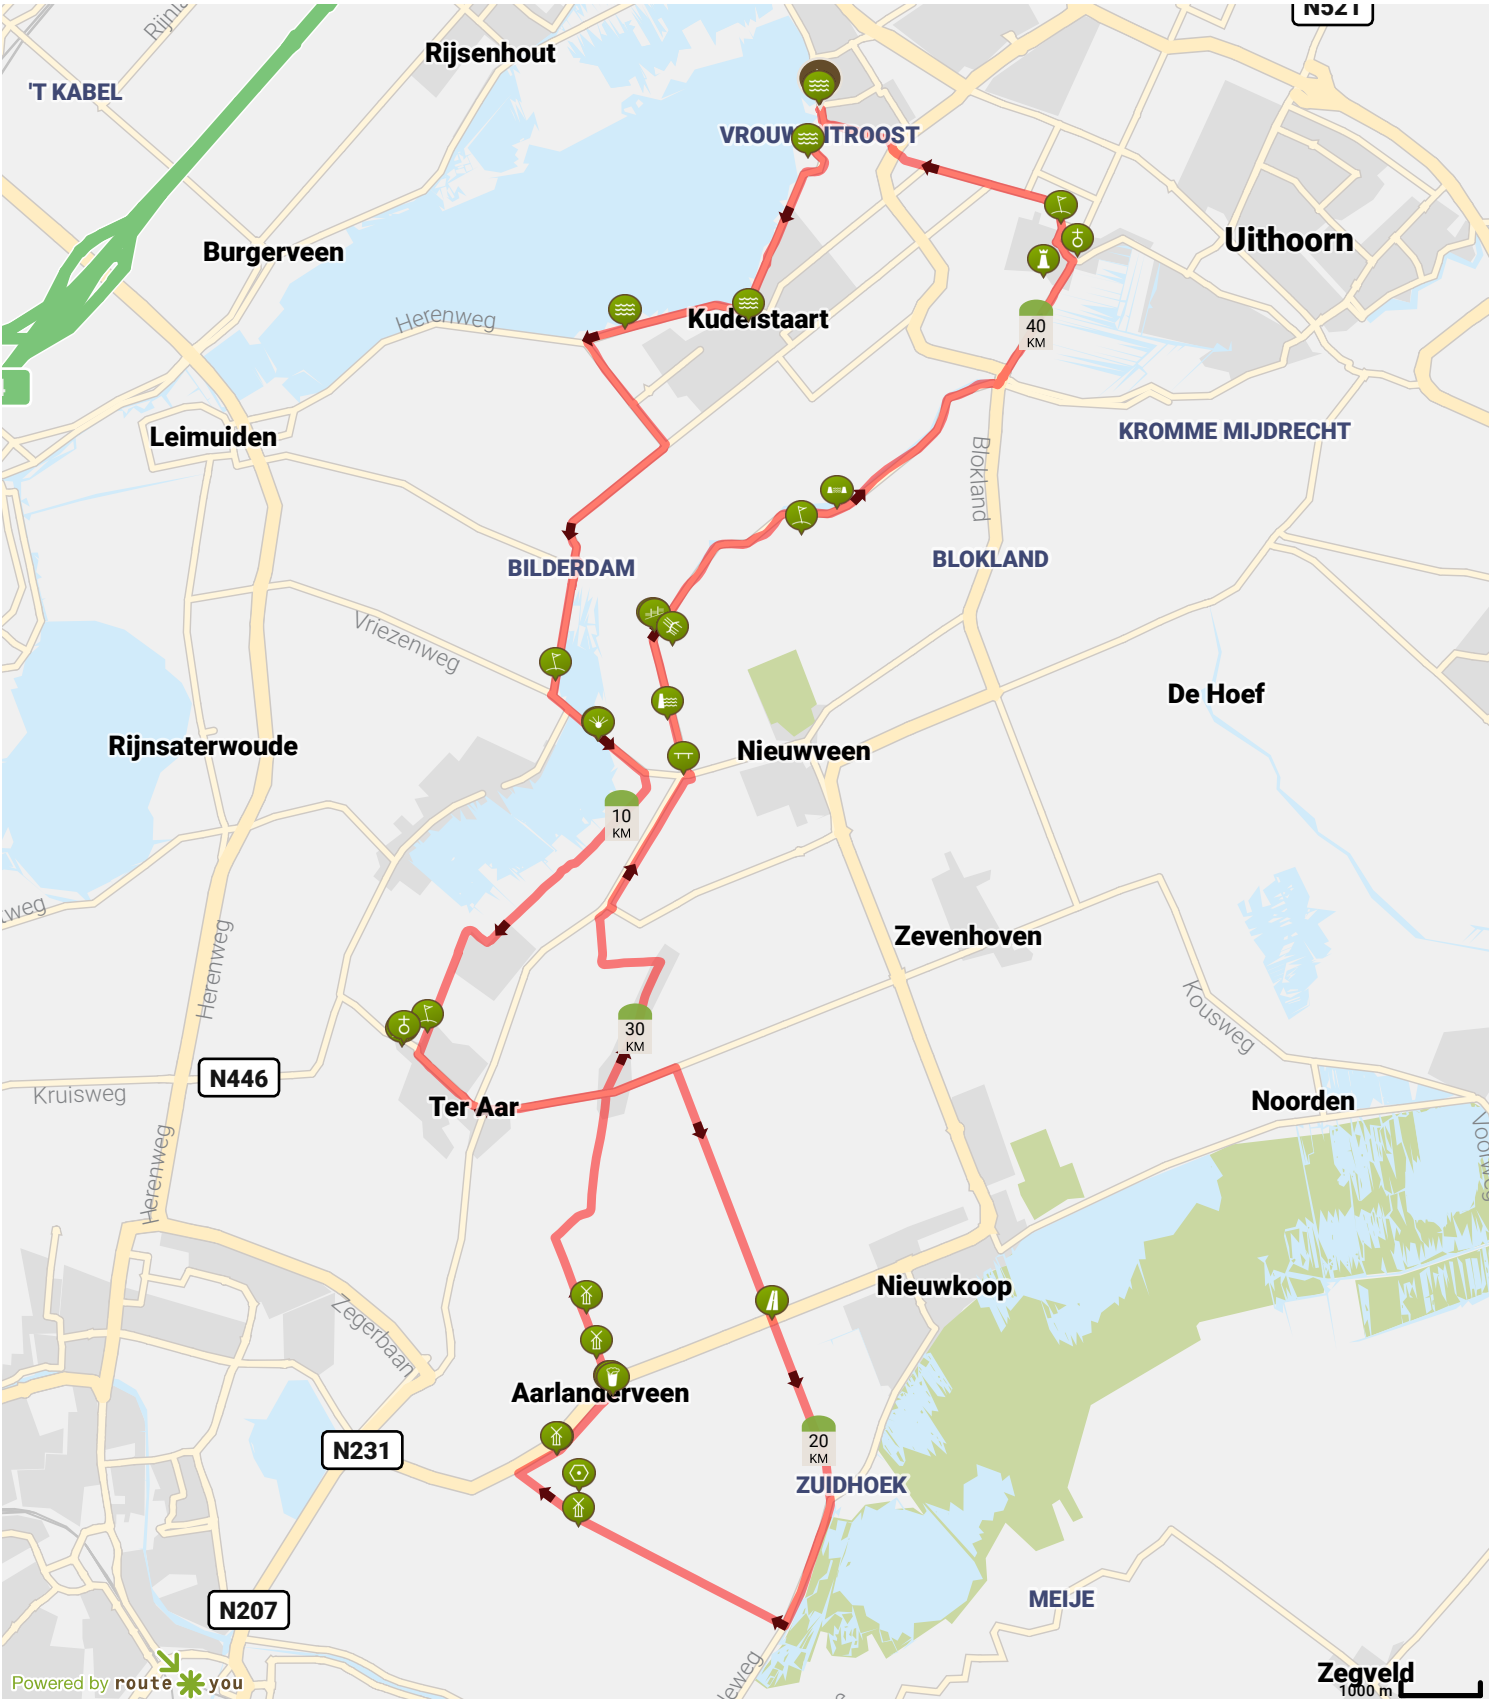 N521
Rijnla
Rijsenhout
'T KABEL
VROUWENTROOST
Uithoorn
Burgerveen
Herenweg
Kudelstaart
40
KM
Leimuiden
KROMME MIJDRECHT
Blokland
BILDERDAM
BLOKLAND
Vriezenweg
De Hoef
Rijnsaterwoude
Nieuwveen
10
KM
weg
Zevenhoven
Herenweg
Kousweg
30
KM
N446
Kruisweg
Ter Aar
Noorden
Herenweg
Nieuwkoop
Zegerbaan
Aarlanderveen
N231
20
KM
ZUIDHOEK
MEIJE
N207
Powered by route you
Zegveld
1000 m